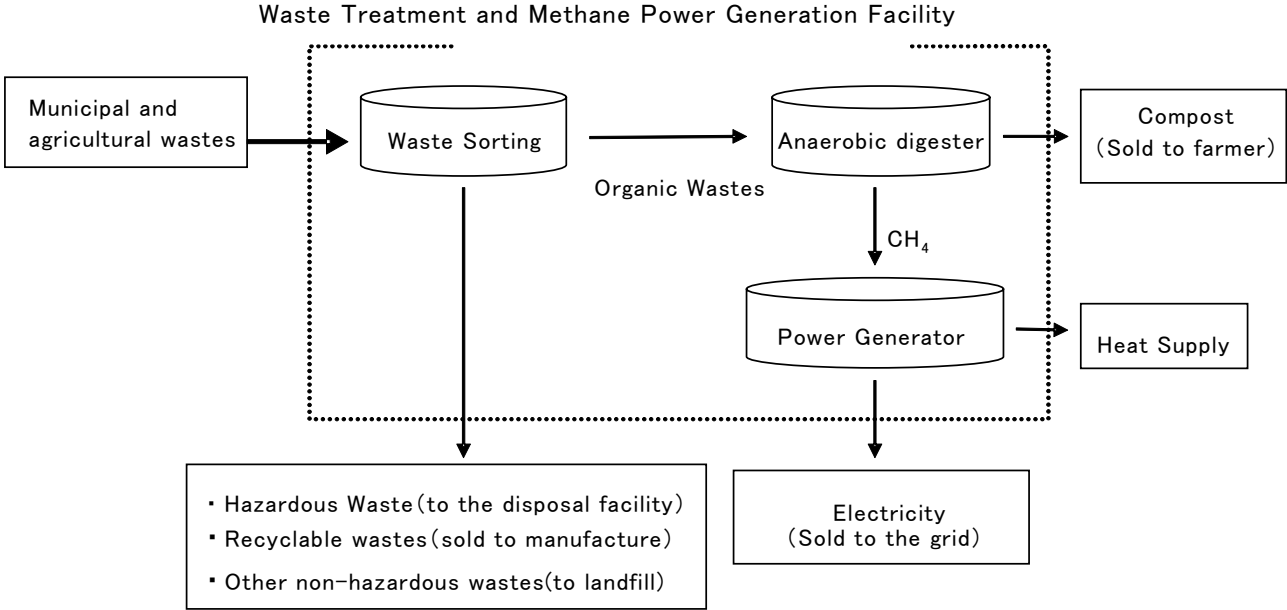 Waste Treatment and Methane Power Generation Facility
Municipal and
agricultural wastes
Waste Sorting
Organic Wastes
Anaerobic digester
Compost
(Sold to farmer)
CH₄
Power Generator
Heat Supply
・Hazardous Waste(to the disposal facility)
・Recyclable wastes(sold to manufacture)
・Other non-hazardous wastes(to landfill)
Electricity
(Sold to the grid)